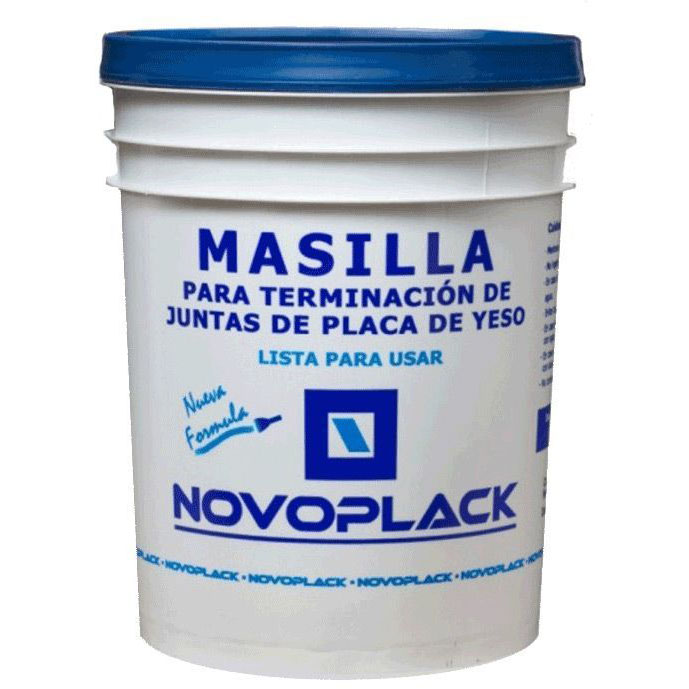 MASILLA
PARA TERMINACIÓN DE
JUNTAS DE PLACA DE YESO
LISTA PARA USAR
Nueva
Formula
NOVOPLACK
NOVOPLACK • NOVOPLACK • NOVOPLACK • NOVOPLACK